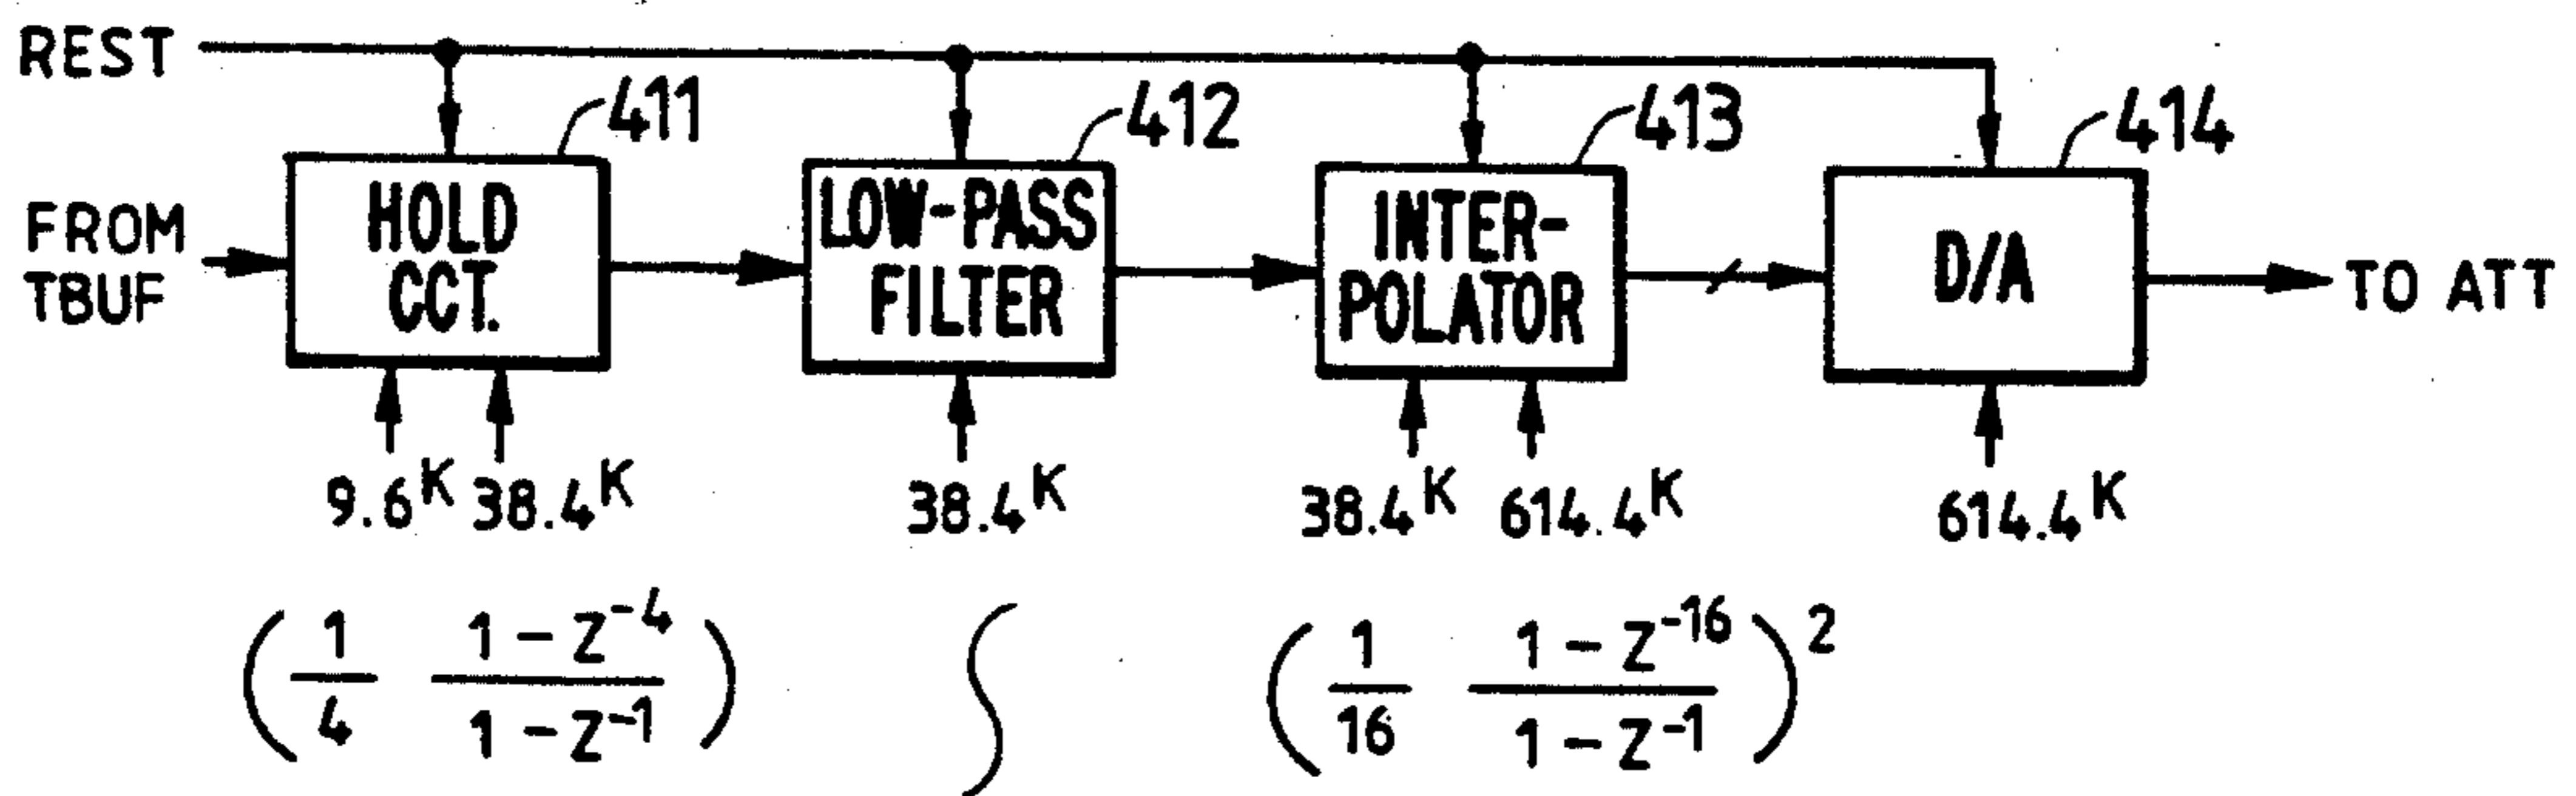 REST
411
412
413
414
FROM
TBUF
HOLD
CCT.
LOW-PASS
FILTER
INTER-
POLATOR
D/A
TO ATT
9.6K
38.4K
38.4K
38.4K
614.4K
614.4K
(1/4 1-Z^-4/1-Z^-1)
(1/16 1-Z^-16/1-Z^-1)^2